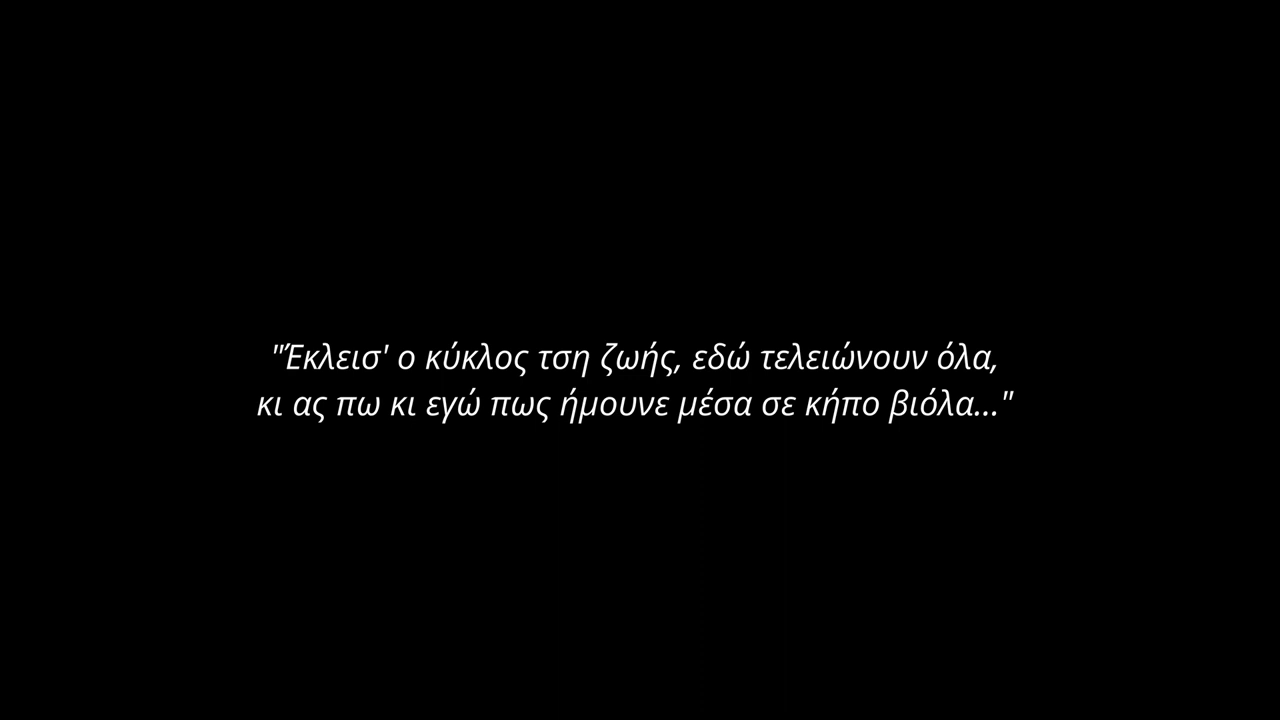 "Έκλεισ' ο κύκλος τση ζωής, εδώ τελειώνουν όλα,
κι ας πω κι εγώ πως ήμουνε μέσα σε κήπο βιόλα..."